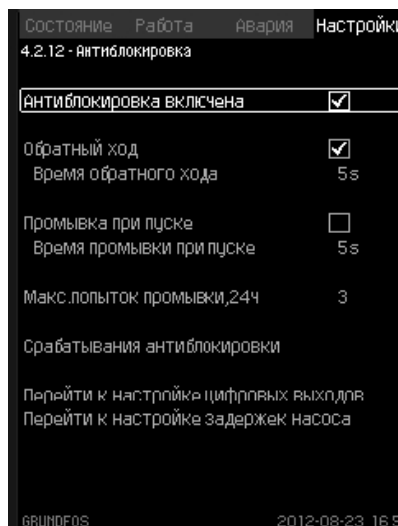 Состояние Работа Авария Настройки
4.2.12 - Антиблокировка
Антиблокировка включена
Обратный ход
Время обратного хода 5s
Промывка при пуске
Время промывки при пуске 5s
Макс.попыток промывки,24ч 3
Срабатывания антиблокировки
Перейти к настройке цифровых выходов
Перейти к настройке задержек насоса
GRUNDFOS 2012-08-23 16:5